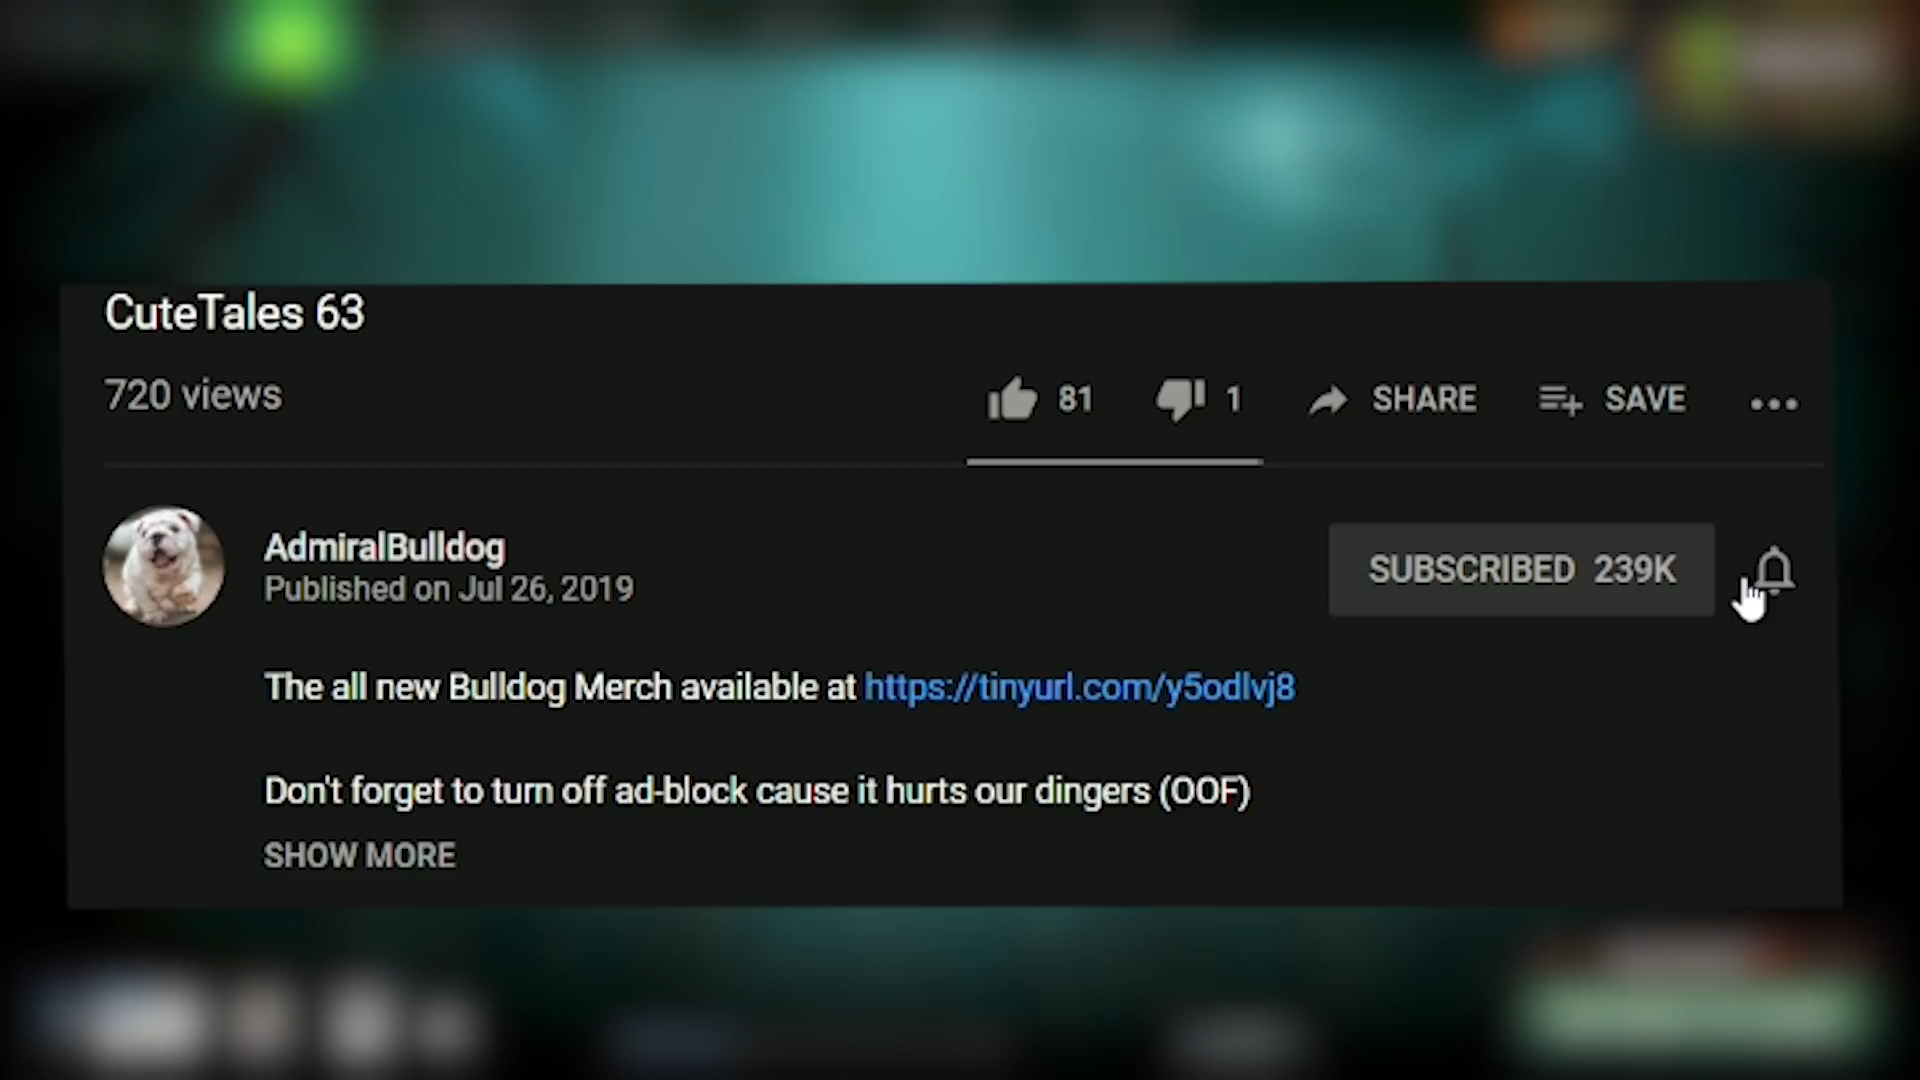 CuteTales 63
720 views
81
1
SHARE
SAVE
AdmiralBulldog
Published on Jul 26, 2019
SUBSCRIBED 239K
The all new Bulldog Merch available at https://tinyurl.com/y5odlvj8
Don't forget to turn off ad-block cause it hurts our dingers (OOF)
SHOW MORE